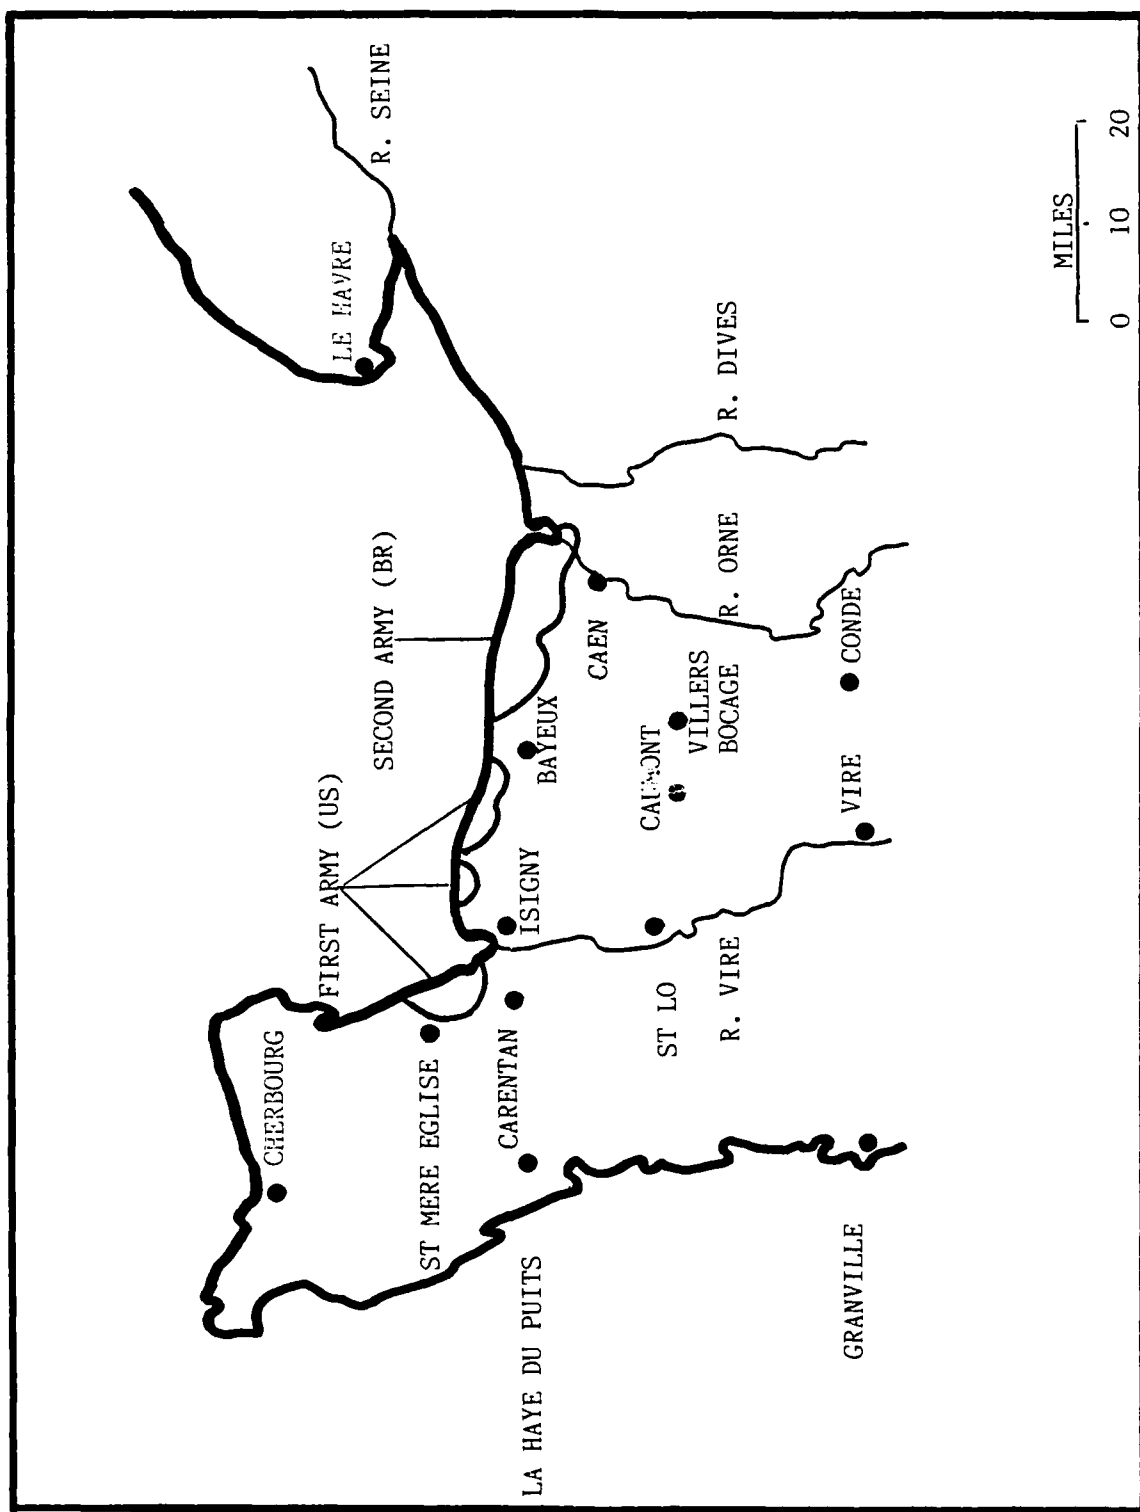 CHERBOURG
FIRST ARMY (US)
SECOND ARMY (BR)
LE HAVRE
R. SEINE
ST MERE EGLISE
LA HAYE DU PUITS
CARENTAN
ISIGNY
BAYEUX
CAEN
ST LO
CAUMONT
VILLERS
BOCAGE
R. VIRE
R. ORNE
R. DIVES
GRANVILLE
VIRE
CONDE
MILES
0 10 20